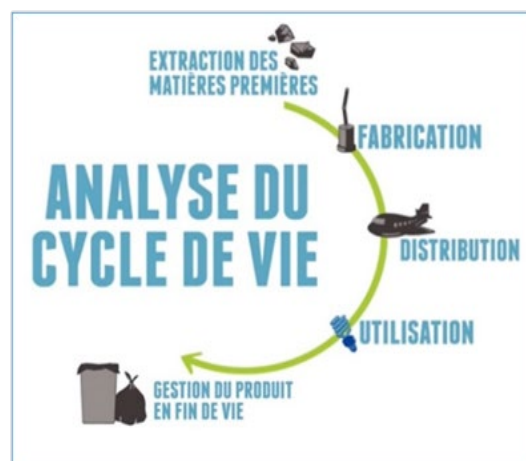 EXTRACTION DES
MATIÈRES PREMIÈRES
FABRICATION
ANALYSE DU
CYCLE DE VIE
DISTRIBUTION
UTILISATION
GESTION DU PRODUIT
EN FIN DE VIE